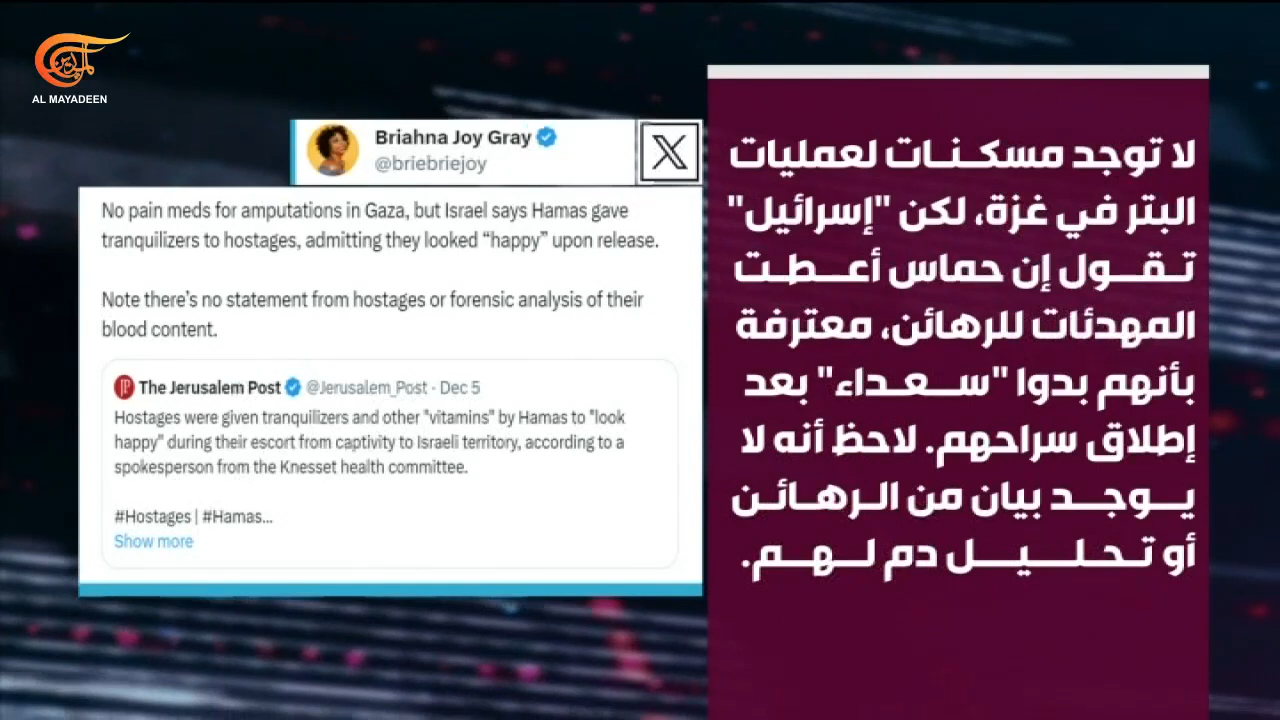 الميادين
AL MAYADEEN
Briahna Joy Gray
@briebriejoy
X
No pain meds for amputations in Gaza, but Israel says Hamas gave
tranquilizers to hostages, admitting they looked “happy” upon release.
Note there’s no statement from hostages or forensic analysis of their
blood content.
The Jerusalem Post @Jerusalem_Post · Dec 5
Hostages were given tranquilizers and other "vitamins" by Hamas to "look
happy" during their escort from captivity to Israeli territory, according to a
spokesperson from the Knesset health committee.
#Hostages | #Hamas...
Show more
لا توجد مسكنات لعمليات
البتر في غزة، لكن "إسرائيل"
تقول إن حماس أعطت
المهدئات للرهائن، معترفة
بأنهم بدوا "سعداء" بعد
إطلاق سراحهم. لاحظ أنه لا
يوجد بيان من الرهائن
أو تحليل دم لهم.